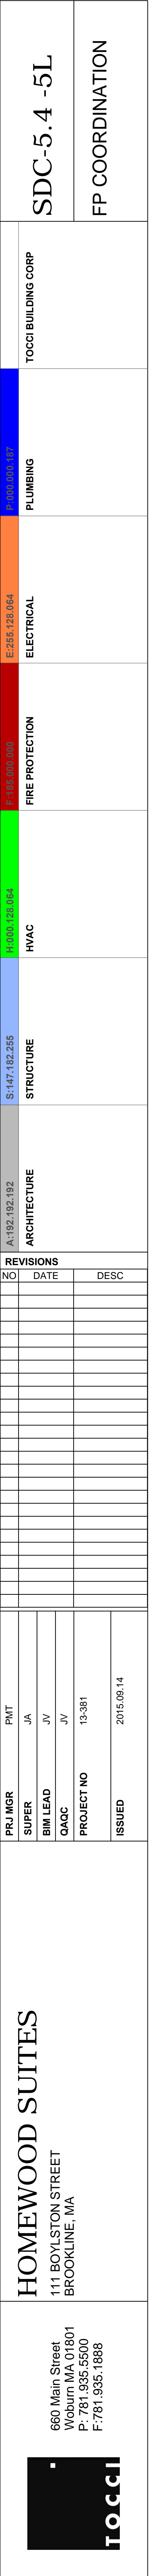 TOCCI
660 Main Street
Woburn MA 01801
P: 781.935.5500
F:781.935.1888
HOMEWOOD SUITES
111 BOYLSTON STREET
BROOKLINE, MA
PRJ MGR PMT
SUPER JA
BIM LEAD JV
QAQC JV
PROJECT NO 13-381
ISSUED 2015.09.14
REVISIONS
NO DATE DESC
A:192.192.192
ARCHITECTURE
S:147.182.255
STRUCTURE
H:000.128.064
HVAC
F:185.000.000
FIRE PROTECTION
E:255.128.064
ELECTRICAL
P:000.000.187
PLUMBING
TOCCI BUILDING CORP
SDC-5.4 -5L
FP COORDINATION